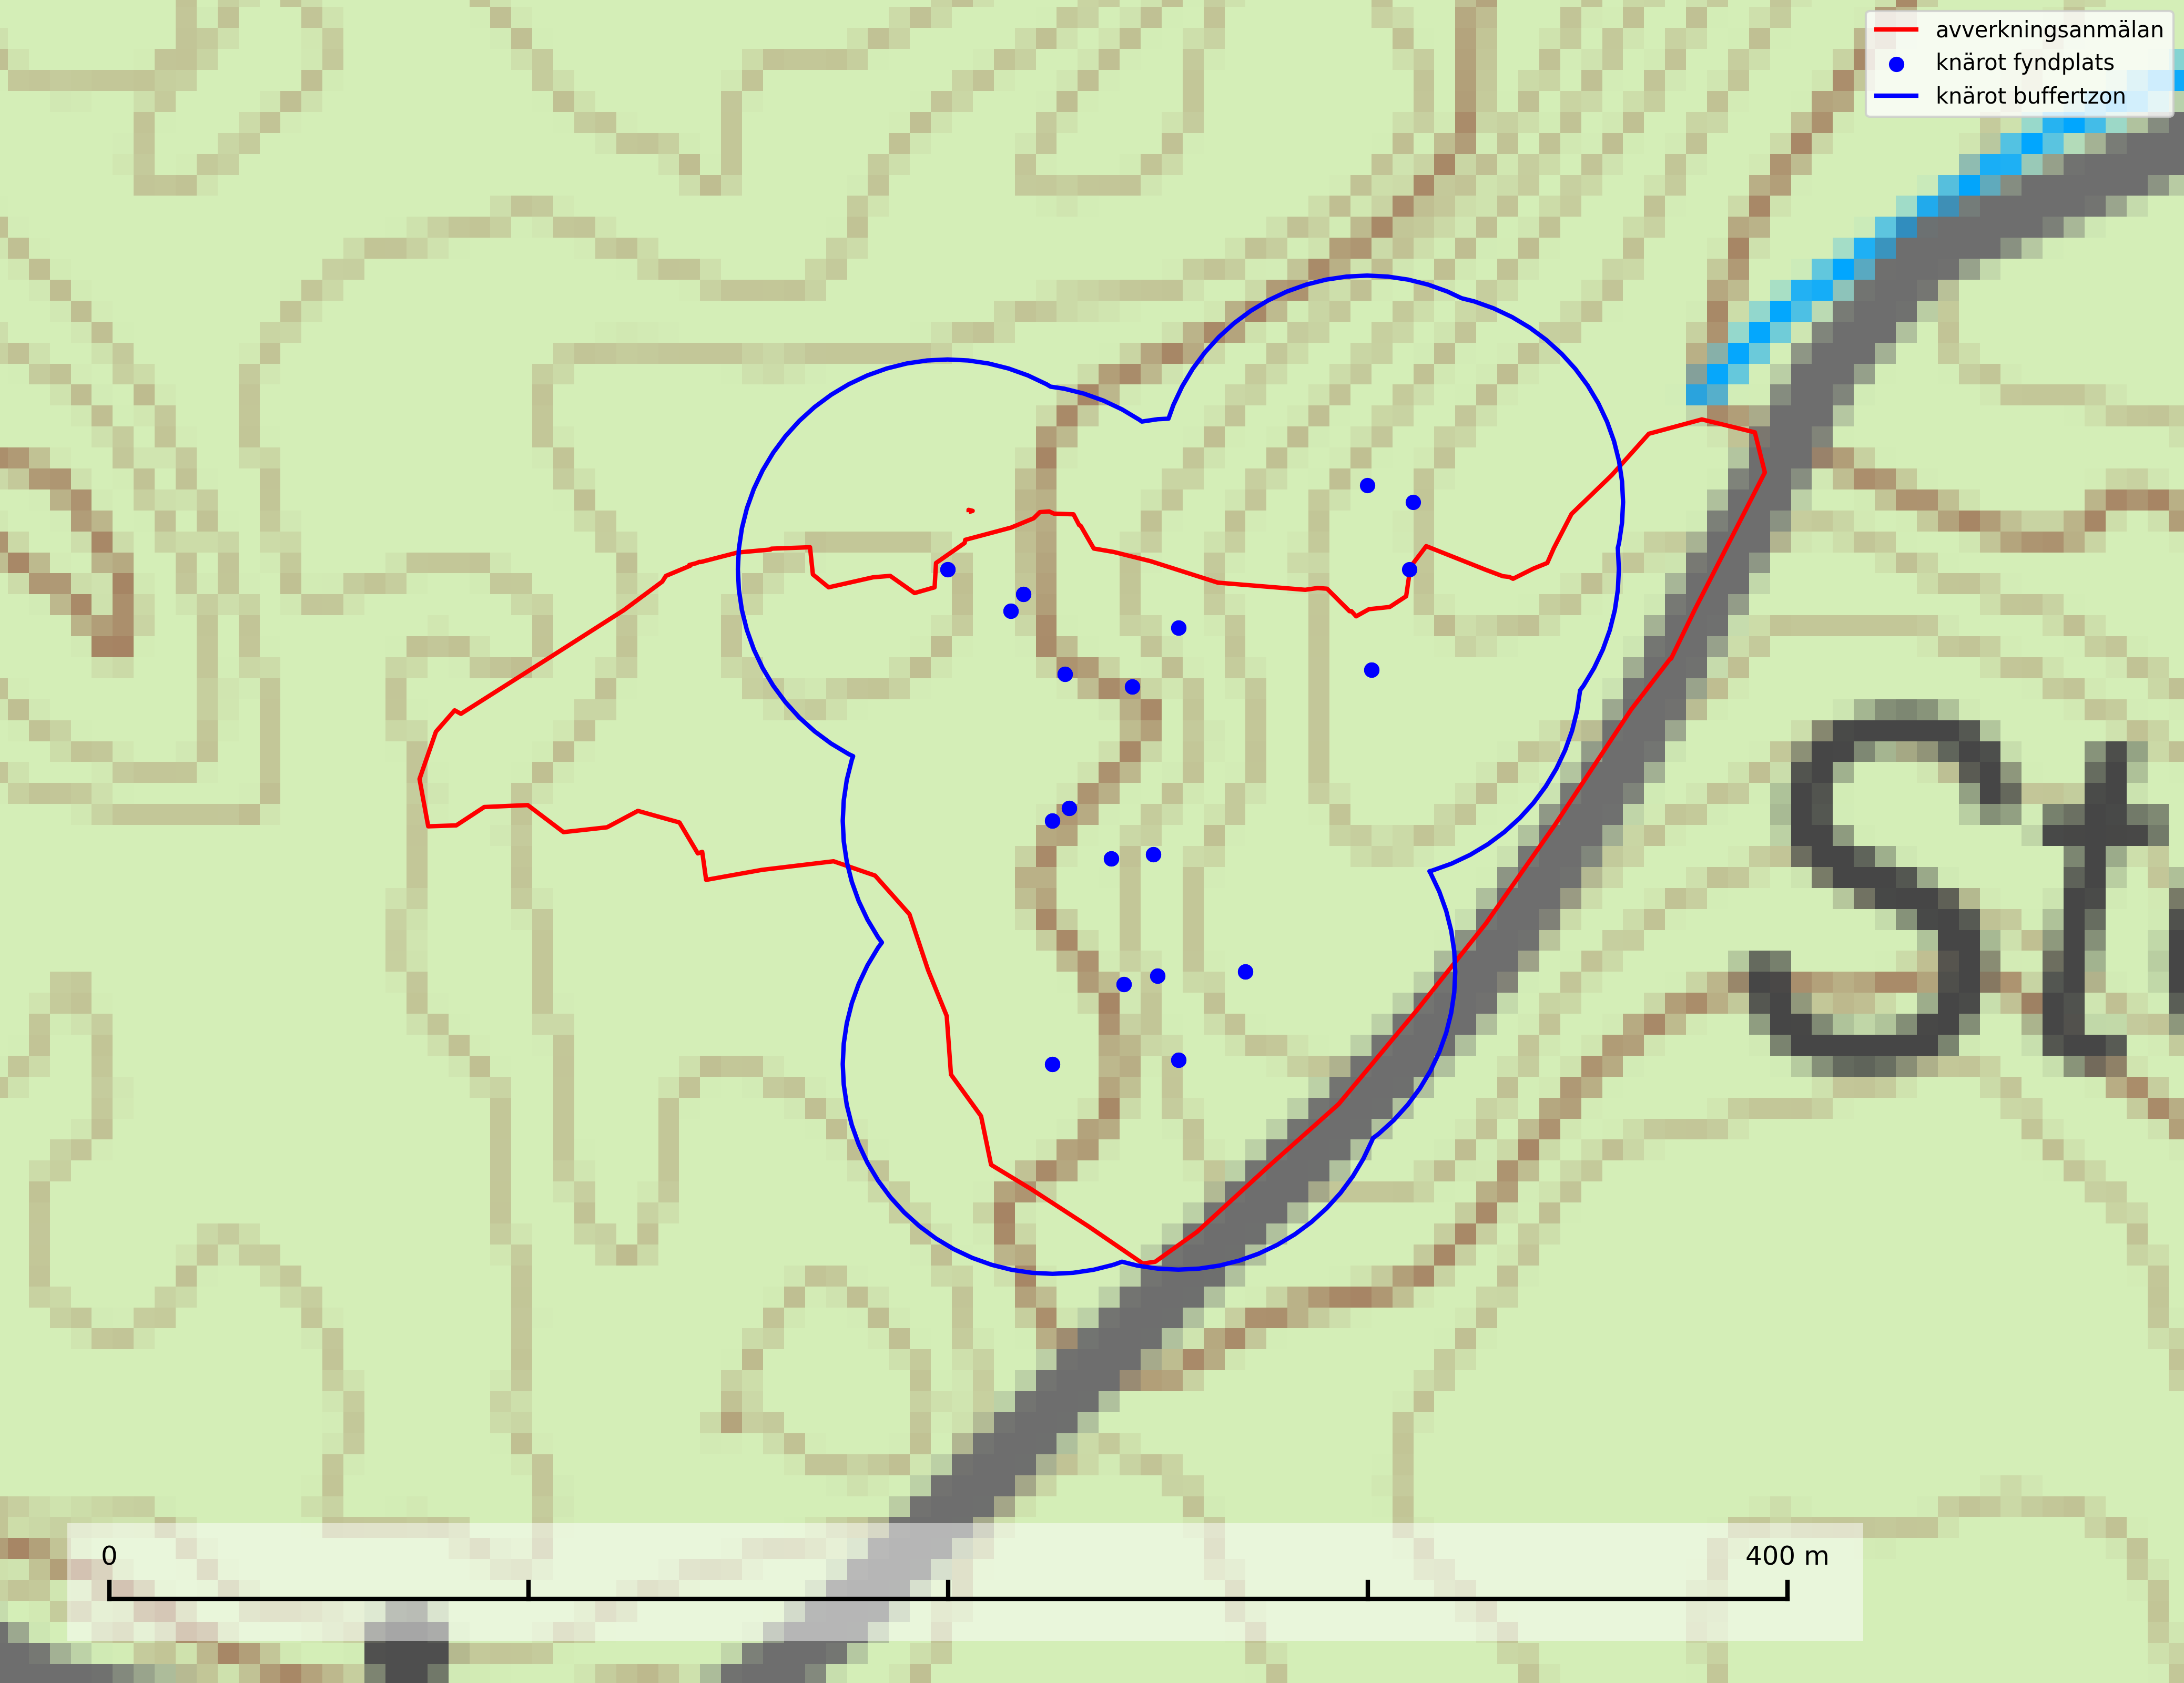 avverkningsanmälan
knärot fyndplats
knärot buffertzon
St
0 400 m